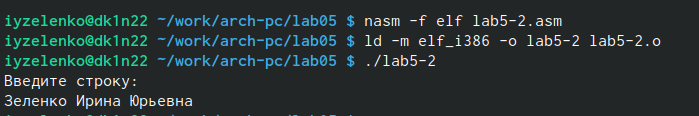 iyzelenko@dk1n22 ~/work/arch-pc/lab05 $ nasm -f elf lab5-2.asm
iyzelenko@dk1n22 ~/work/arch-pc/lab05 $ ld -m elf_i386 -o lab5-2 lab5-2.o
iyzelenko@dk1n22 ~/work/arch-pc/lab05 $ ./lab5-2
Введите строку:
Зеленко Ирина Юрьевна